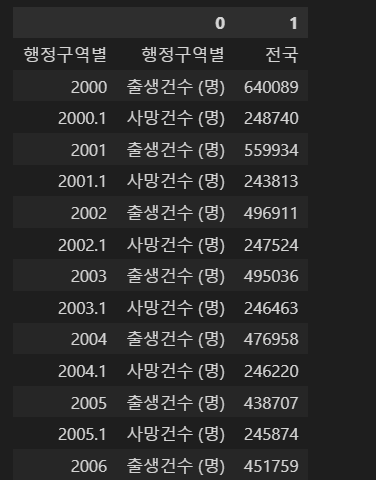 0 1
행정구역별 행정구역별 전국
2000 출생건수 (명) 640089
2000.1 사망건수 (명) 248740
2001 출생건수 (명) 559934
2001.1 사망건수 (명) 243813
2002 출생건수 (명) 496911
2002.1 사망건수 (명) 247524
2003 출생건수 (명) 495036
2003.1 사망건수 (명) 246463
2004 출생건수 (명) 476958
2004.1 사망건수 (명) 246220
2005 출생건수 (명) 438707
2005.1 사망건수 (명) 245874
2006 출생건수 (명) 451759